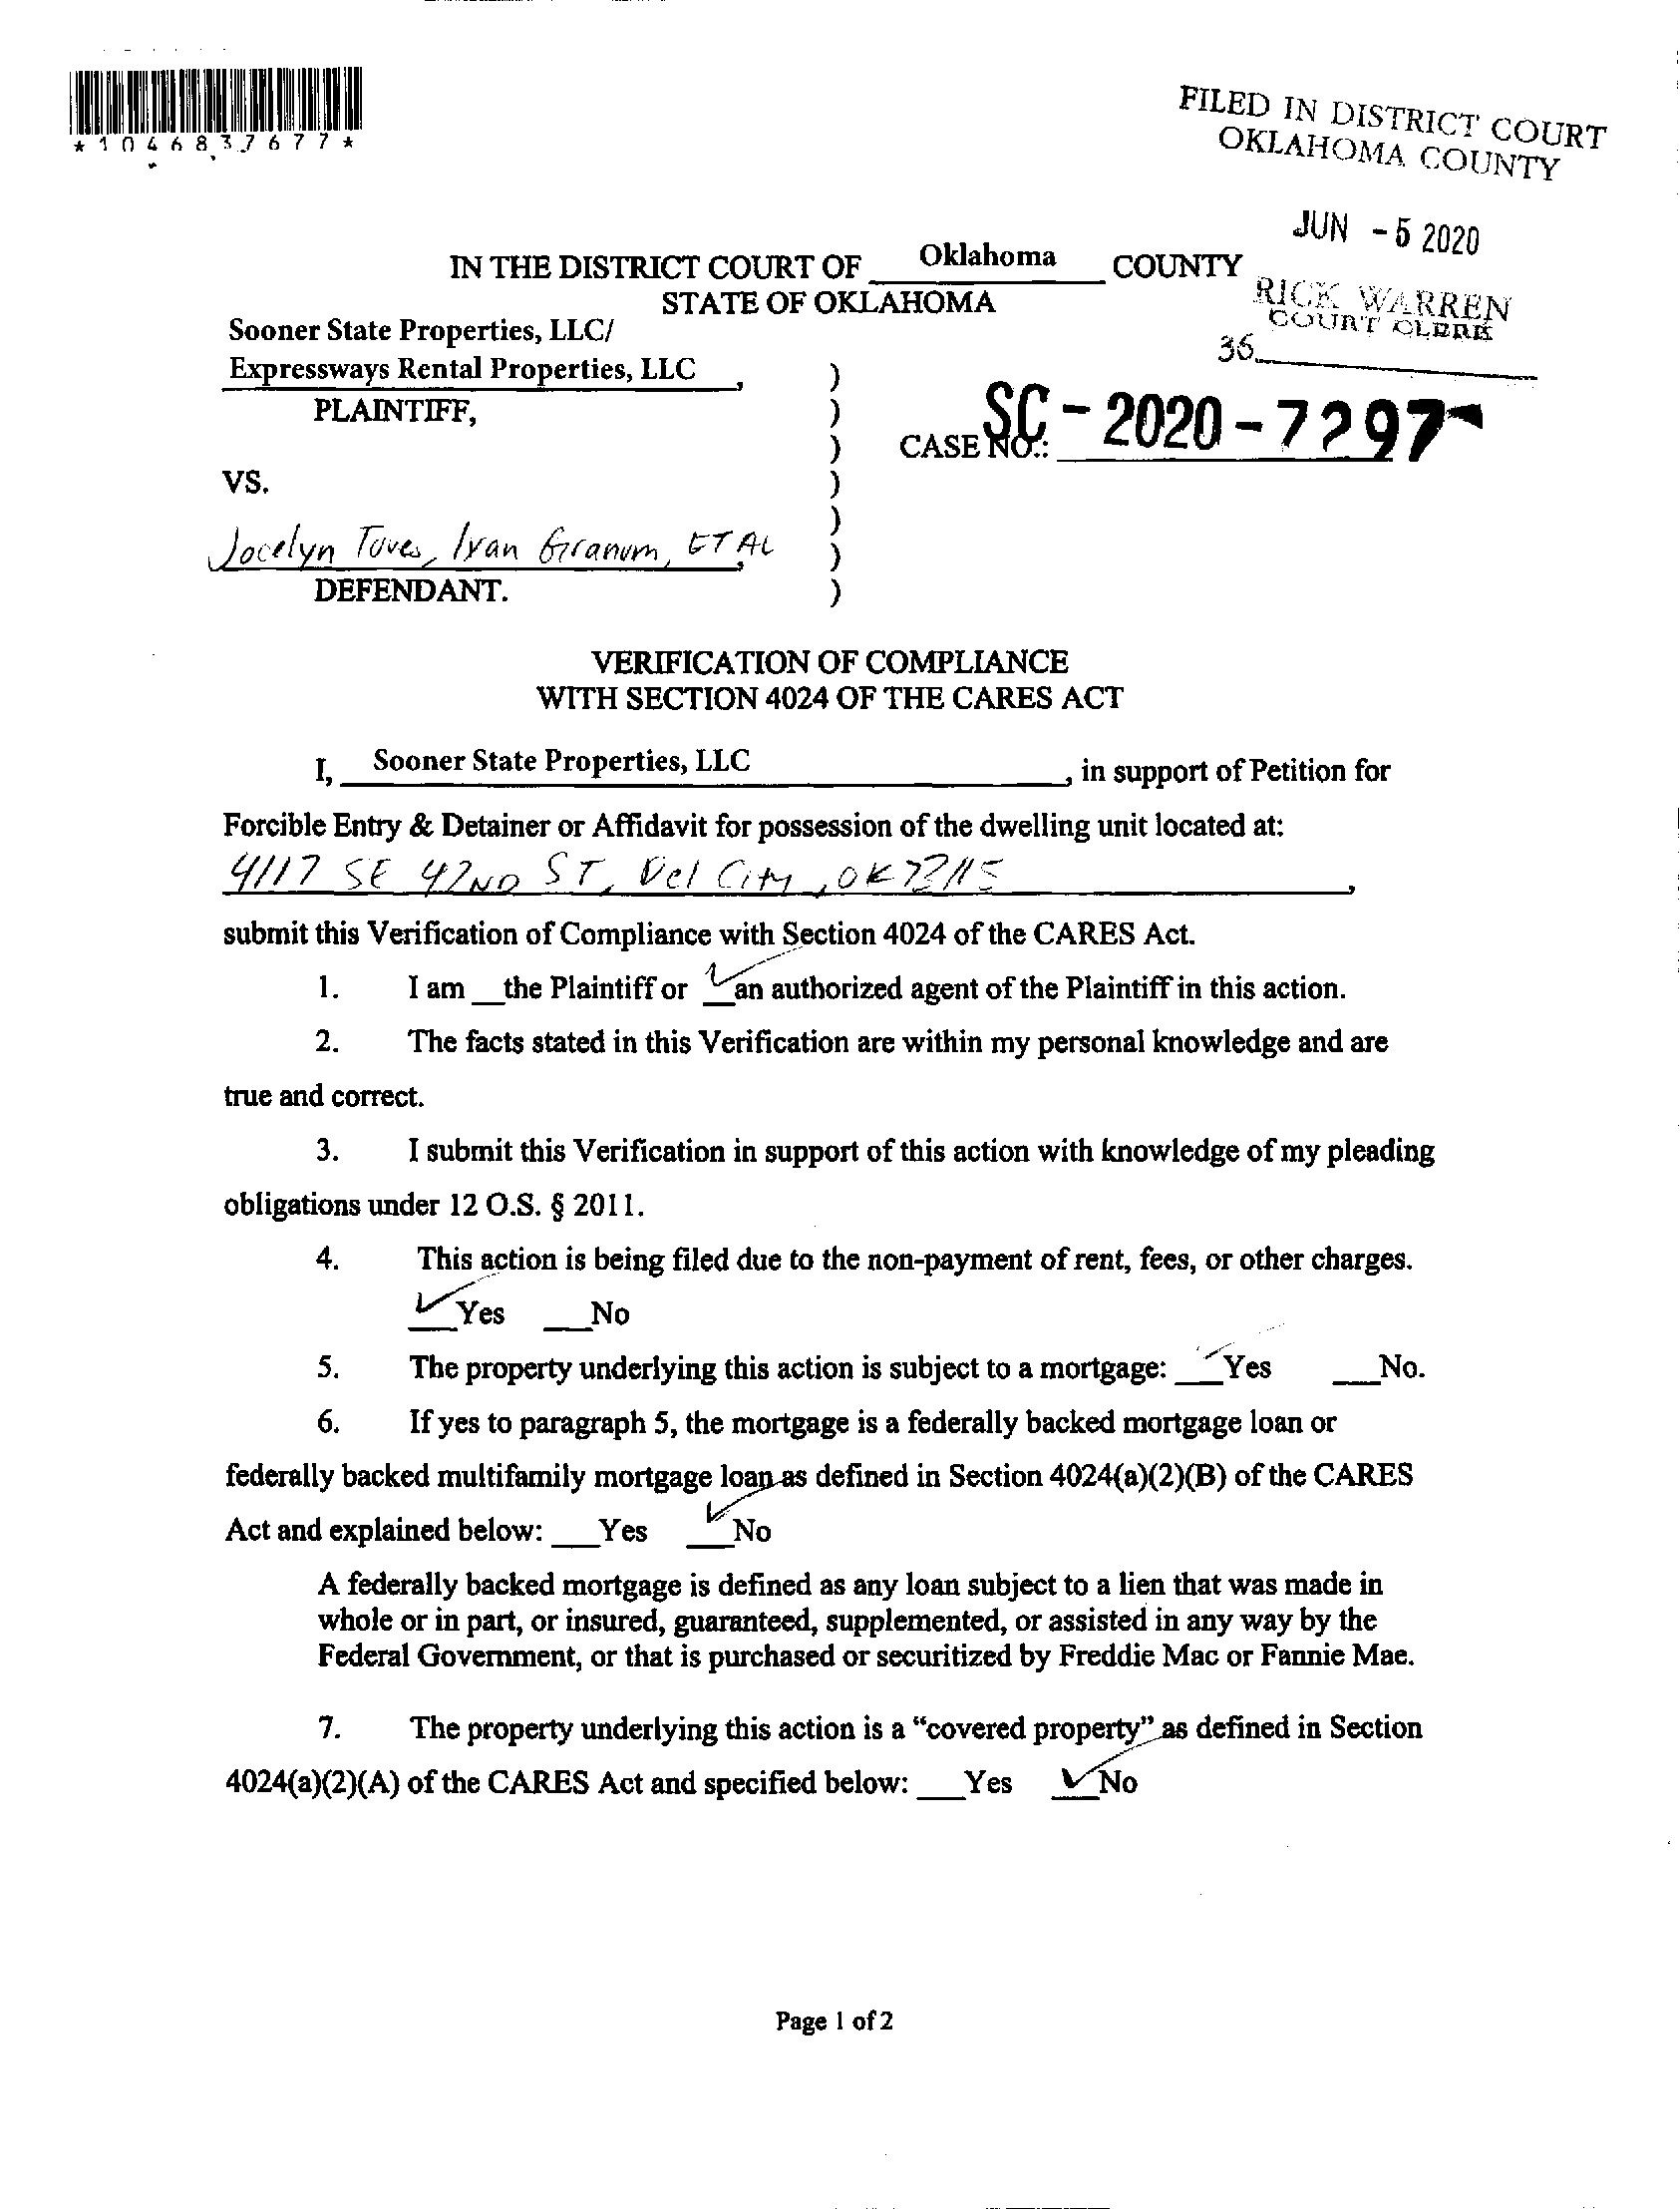 *1046837677*
FILED IN DISTRICT COURT
OKLAHOMA COUNTY
JUN - 5 2020
RICK WARREN
COURT CLERK
36
IN THE DISTRICT COURT OF Oklahoma COUNTY
STATE OF OKLAHOMA
Sooner State Properties, LLC/
Expressways Rental Properties, LLC ,
PLAINTIFF,
CASE NO.: SC-2020-7297
VS.
Jocelyn Toves, Ivan Granum, ET AL ,
DEFENDANT.
)
)
)
)
)
)
)
VERIFICATION OF COMPLIANCE
WITH SECTION 4024 OF THE CARES ACT
I, Sooner State Properties, LLC , in support of Petition for
Forcible Entry & Detainer or Affidavit for possession of the dwelling unit located at:
4117 SE 42ND ST, Del City, OK 73115 ,
submit this Verification of Compliance with Section 4024 of the CARES Act.
1. I am __the Plaintiff or ✓an authorized agent of the Plaintiff in this action.
2. The facts stated in this Verification are within my personal knowledge and are
true and correct.
3. I submit this Verification in support of this action with knowledge of my pleading
obligations under 12 O.S. § 2011.
4. This action is being filed due to the non-payment of rent, fees, or other charges.
✓Yes __No
5. The property underlying this action is subject to a mortgage: ✓Yes __No.
6. If yes to paragraph 5, the mortgage is a federally backed mortgage loan or
federally backed multifamily mortgage loan as defined in Section 4024(a)(2)(B) of the CARES
Act and explained below: __Yes ✓No
A federally backed mortgage is defined as any loan subject to a lien that was made in
whole or in part, or insured, guaranteed, supplemented, or assisted in any way by the
Federal Government, or that is purchased or securitized by Freddie Mac or Fannie Mae.
7. The property underlying this action is a “covered property” as defined in Section
4024(a)(2)(A) of the CARES Act and specified below: __Yes ✓No
Page 1 of 2